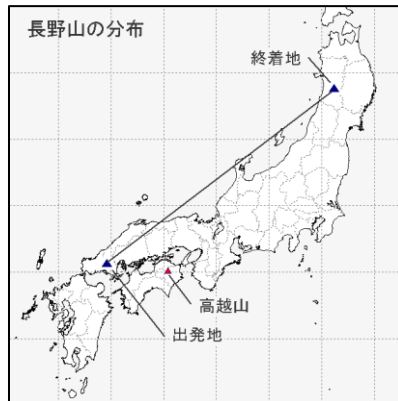 長野山の分布
終着地
高越山
出発地